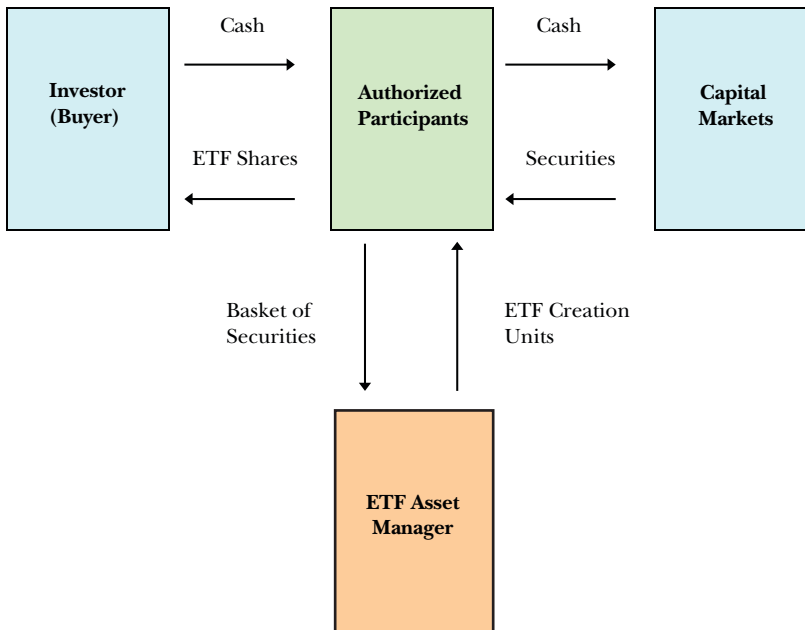 Cash
Cash
Investor
(Buyer)
Authorized
Participants
Capital
Markets
ETF Shares
Securities
Basket of
Securities
ETF Creation
Units
ETF Asset
Manager